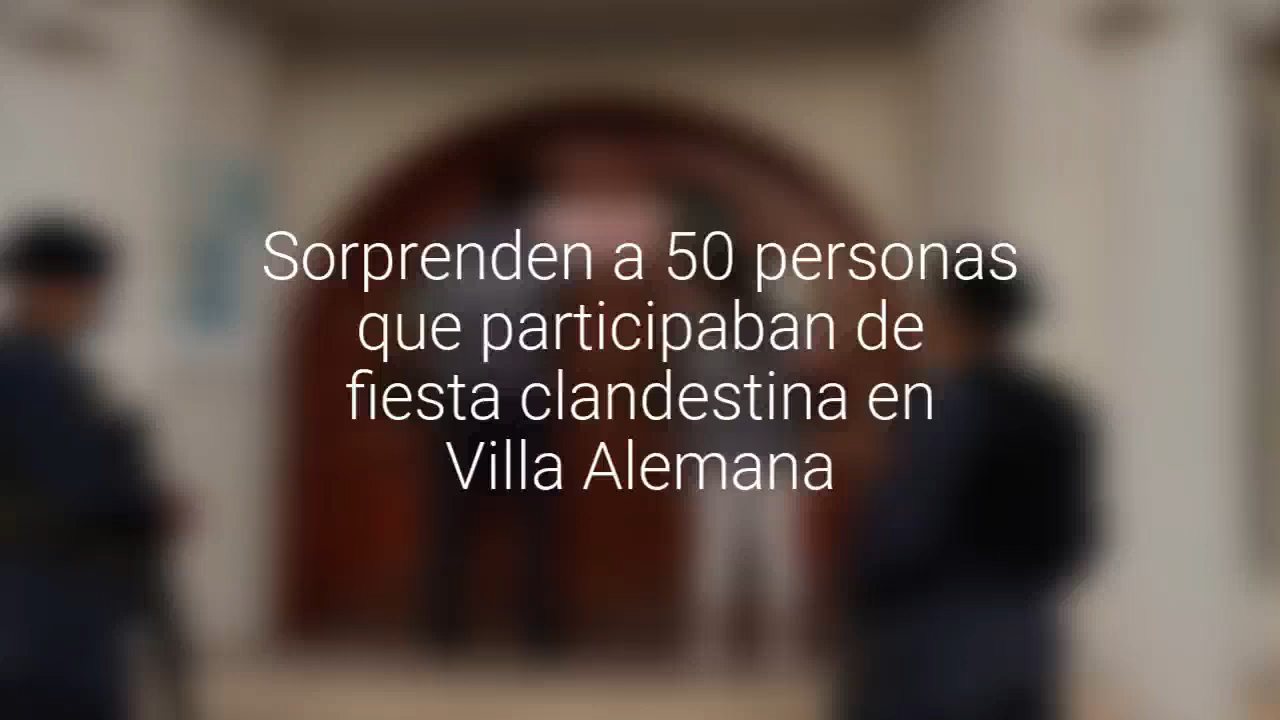 Sorprenden a 50 personas
que participaban de
fiesta clandestina en
Villa Alemana